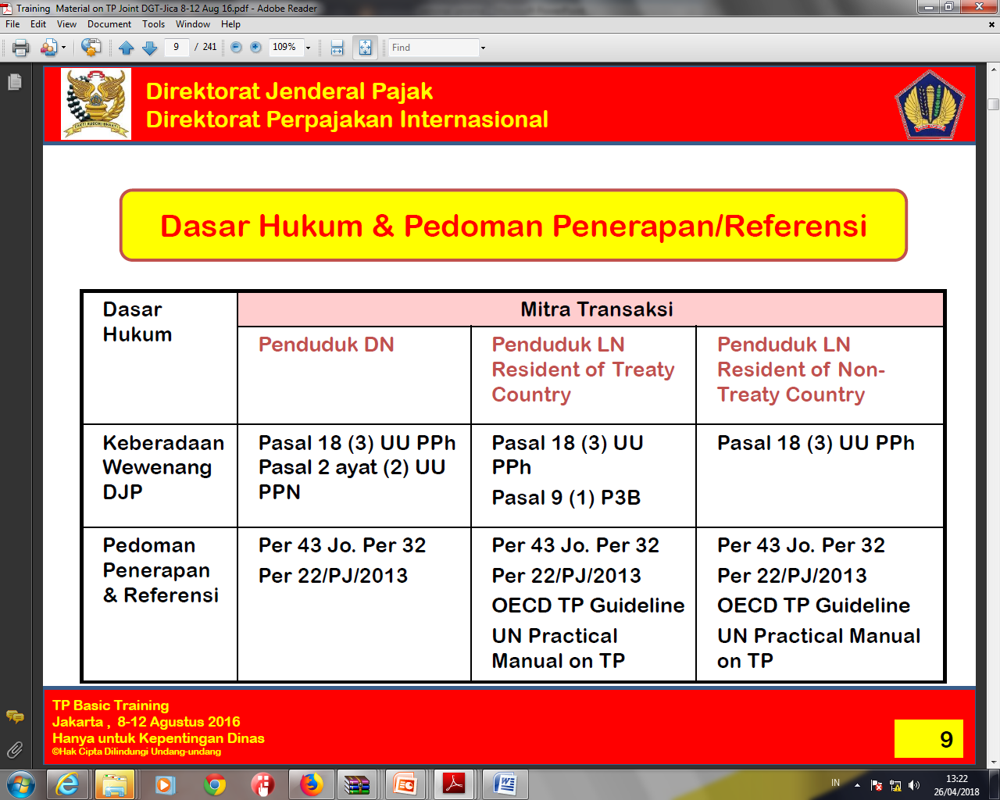 Training  Material on TP Joint DGT-Jica 8-12 Aug 16.pdf - Adobe Reader
File Edit View Document Tools Window Help
9 / 241 109% Find
Direktorat Jenderal Pajak
Direktorat Perpajakan Internasional
Dasar Hukum & Pedoman Penerapan/Referensi
Dasar
Hukum
Mitra Transaksi
Penduduk DN
Penduduk LN
Resident of Treaty
Country
Penduduk LN
Resident of Non-
Treaty Country
Keberadaan
Wewenang
DJP
Pasal 18 (3) UU PPh
Pasal 2 ayat (2) UU
PPN
Pasal 18 (3) UU
PPh
Pasal 9 (1) P3B
Pasal 18 (3) UU PPh
Pedoman
Penerapan
& Referensi
Per 43 Jo. Per 32
Per 22/PJ/2013
Per 43 Jo. Per 32
Per 22/PJ/2013
OECD TP Guideline
UN Practical
Manual on TP
Per 43 Jo. Per 32
Per 22/PJ/2013
OECD TP Guideline
UN Practical Manual
on TP
TP Basic Training
Jakarta ,  8-12 Agustus 2016
Hanya untuk Kepentingan Dinas
©Hak Cipta Dilindungi Undang-undang
9
IN
13:22
26/04/2018